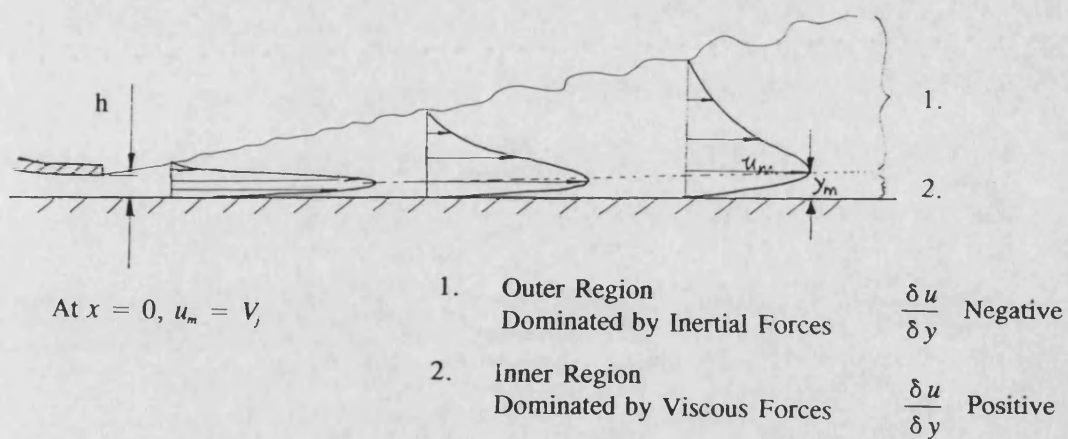 h
1.
u_m
2.
y_m
At x = 0, u_m = V_j
1. Outer Region
Dominated by Inertial Forces δu/δy Negative
2. Inner Region
Dominated by Viscous Forces δu/δy Positive